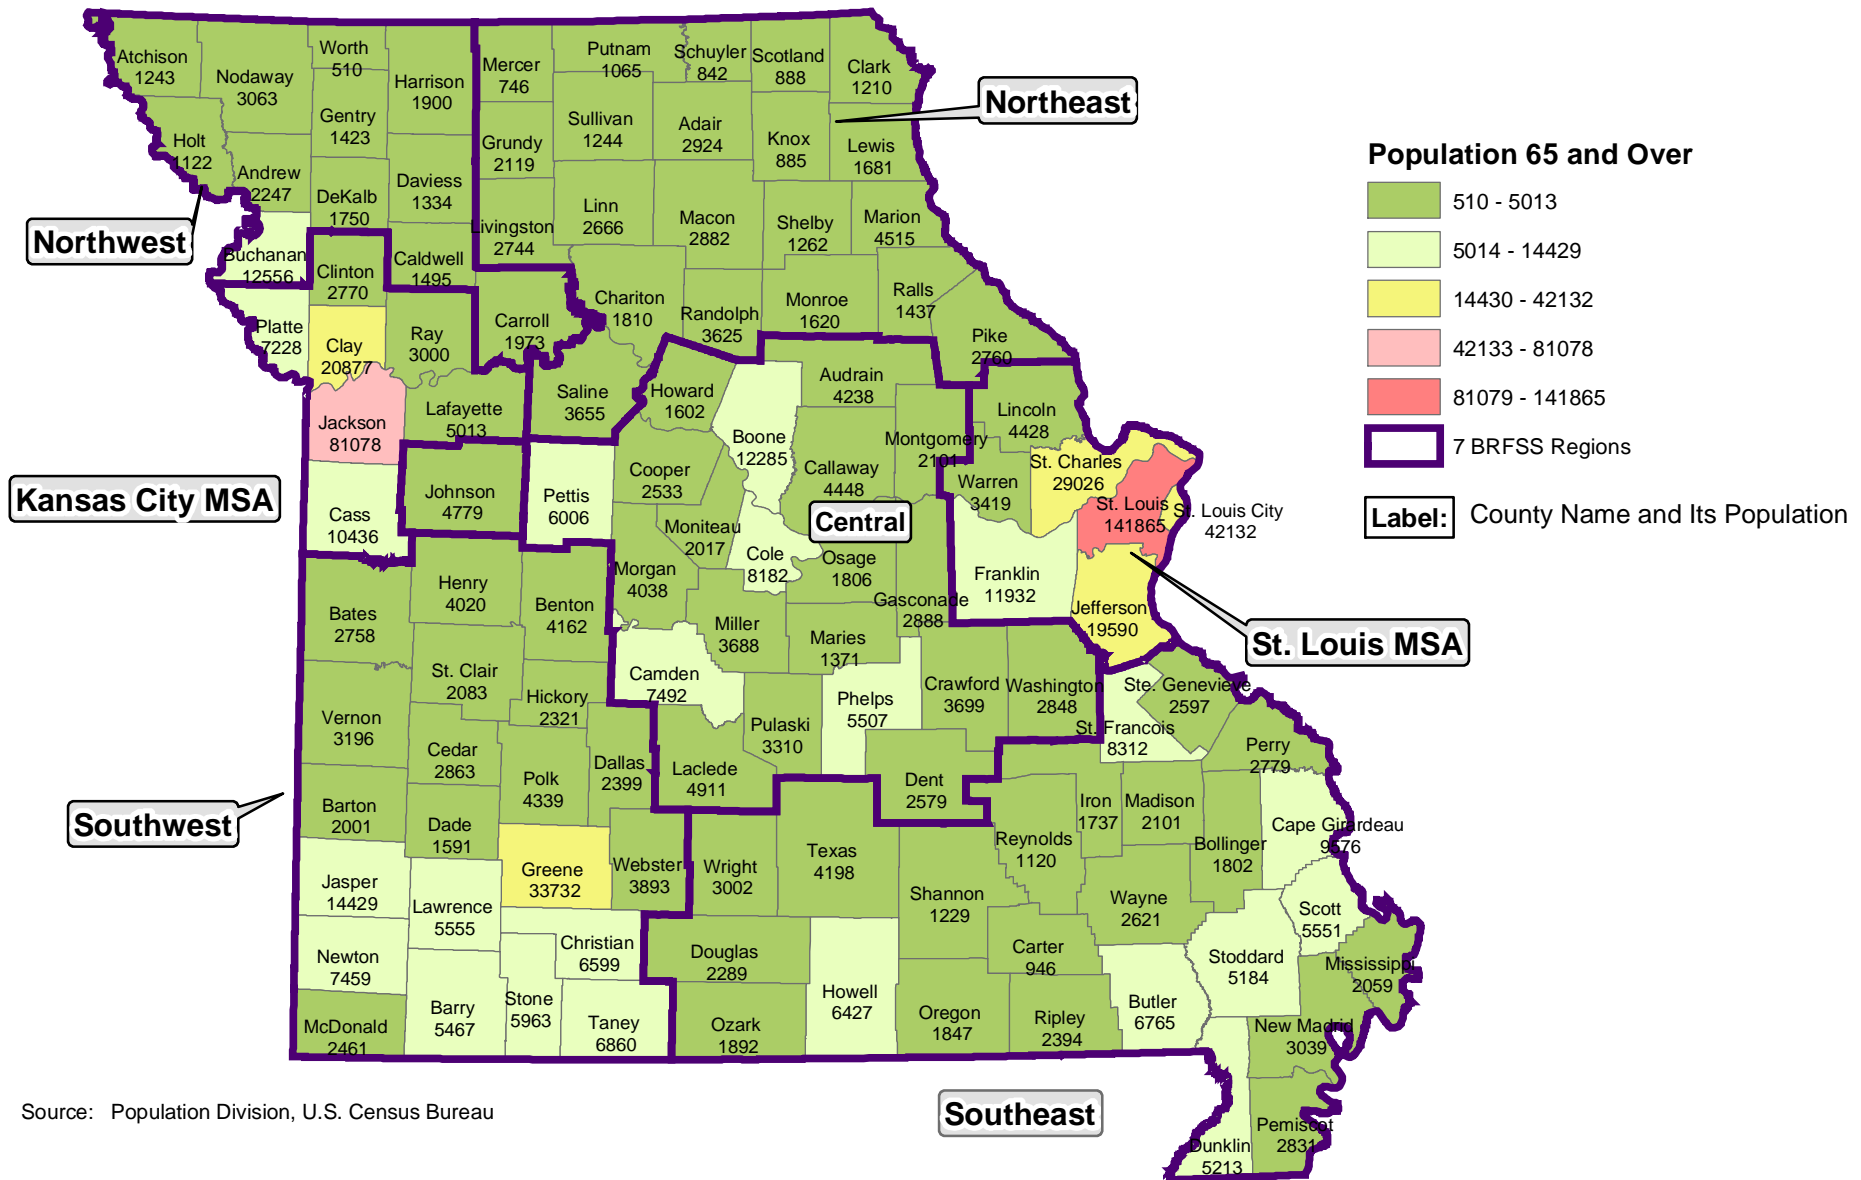 Atchison
1243
Nodaway
3063
Worth
510
Harrison
1900
Mercer
746
Putnam
1065
Schuyler
842
Scotland
888
Clark
1210
Northeast
Holt
1122
Gentry
1423
Grundy
2119
Sullivan
1244
Adair
2924
Knox
885
Lewis
1681
Andrew
2247
DeKalb
1750
Daviess
1334
Livingston
2744
Linn
2666
Macon
2882
Shelby
1262
Marion
4515
Northwest
Buchanan
12556
Clinton
2770
Caldwell
1495
Chariton
1810
Randolph
3625
Monroe
1620
Ralls
1437
Platte
7228
Clay
20877
Ray
3000
Carroll
1973
Pike
2760
Jackson
81078
Lafayette
5013
Saline
3655
Howard
1602
Boone
12285
Audrain
4238
Montgomery
2101
Lincoln
4428
St. Charles
29026
Kansas City MSA
Cass
10436
Johnson
4779
Pettis
6006
Cooper
2533
Moniteau
2017
Callaway
4448
Central
Warren
3419
St. Louis
141865
St. Louis City
42132
Cole
8182
Osage
1806
Gasconade
2888
Franklin
11932
Jefferson
19590
St. Louis MSA
Bates
2758
Henry
4020
Benton
4162
Morgan
4038
Miller
3688
Maries
1371
St. Clair
2083
Hickory
2321
Camden
7492
Pulaski
3310
Phelps
5507
Crawford
3699
Washington
2848
Ste. Genevieve
2597
St. Francois
8312
Perry
2779
Vernon
3196
Cedar
2863
Polk
4339
Dallas
2399
Laclede
4911
Dent
2579
Southwest
Barton
2001
Dade
1591
Greene
33732
Webster
3893
Wright
3002
Texas
4198
Reynolds
1120
Iron
1737
Madison
2101
Bollinger
1802
Cape Girardeau
9576
Jasper
14429
Lawrence
5555
Shannon
1229
Wayne
2621
Scott
5551
Newton
7459
Christian
6599
Douglas
2289
Howell
6427
Carter
946
Stoddard
5184
Mississippi
2059
McDonald
2461
Barry
5467
Stone
5963
Taney
6860
Ozark
1892
Oregon
1847
Ripley
2394
Butler
6765
New Madrid
3039
Dunklin
5213
Pemiscot
2831
Southeast
Population 65 and Over
510 - 5013
5014 - 14429
14430 - 42132
42133 - 81078
81079 - 141865
7 BRFSS Regions
Label: County Name and Its Population
Source: Population Division, U.S. Census Bureau